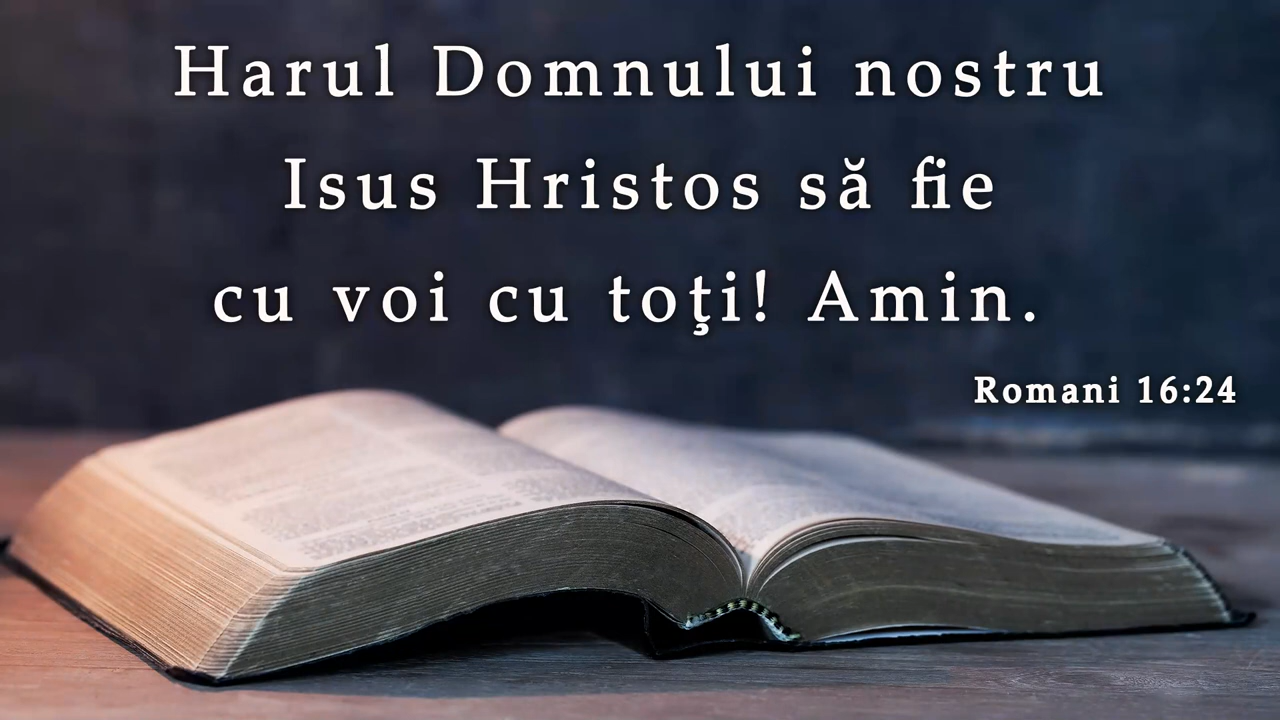 Harul Domnului nostru
Isus Hristos să fie
cu voi cu toţi! Amin.
Romani 16:24